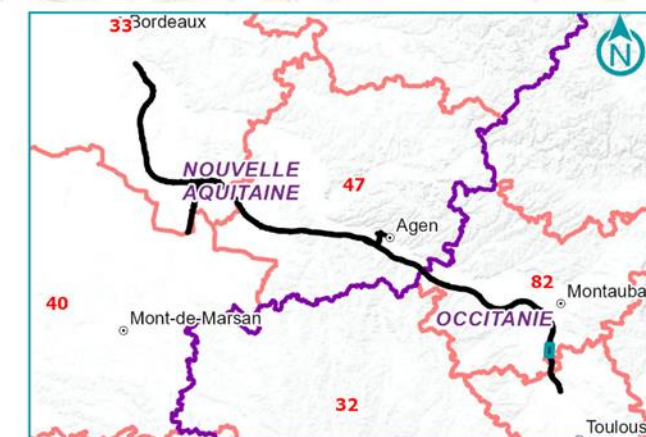 33
Bordeaux
N
NOUVELLE
AQUITAINE
47
Agen
82
Montauba
40
OCCITANIE
Mont-de-Marsan
32
Toulous